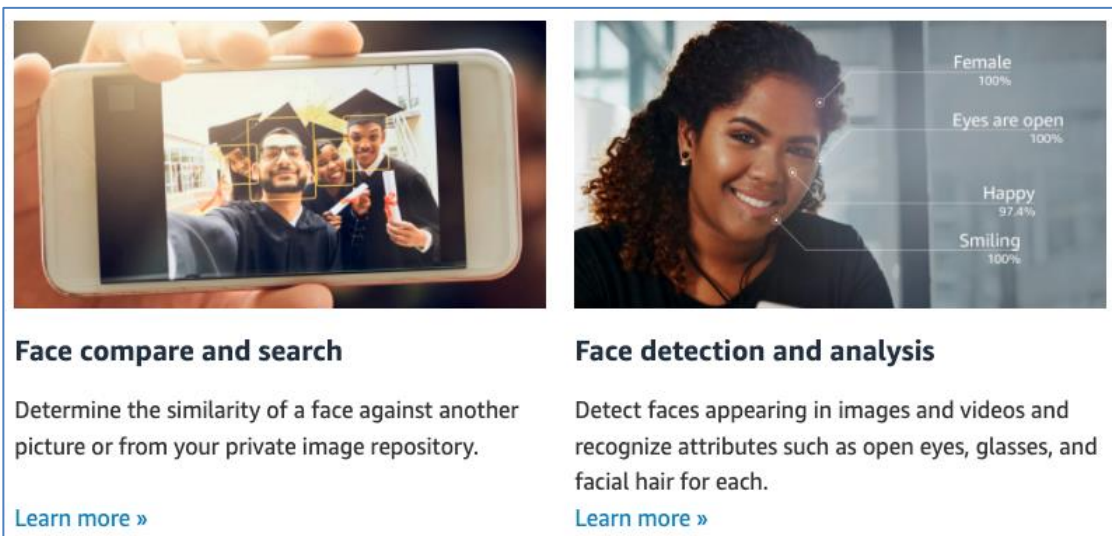 Female
100%
Eyes are open
100%
Happy
97.4%
Smiling
100%
Face compare and search
Determine the similarity of a face against another
picture or from your private image repository.
Learn more »
Face detection and analysis
Detect faces appearing in images and videos and
recognize attributes such as open eyes, glasses, and
facial hair for each.
Learn more »